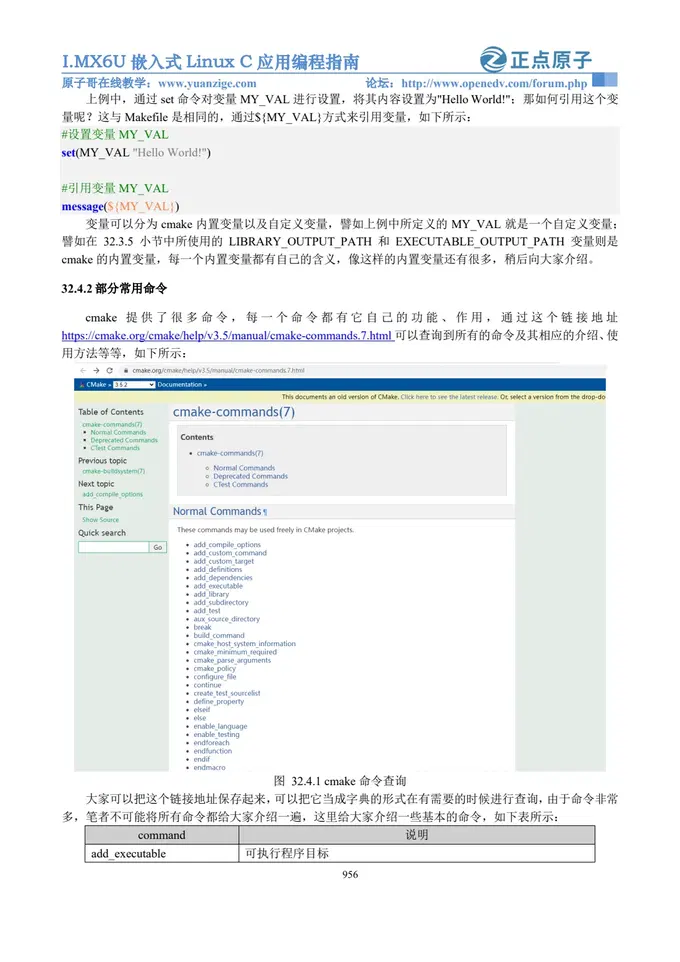 I.MX6U 嵌入式 Linux C 应用编程指南
正点原子
原子哥在线教学：www.yuanzige.com 论坛：http://www.openedv.com/forum.php
上例中，通过 set 命令对变量 MY_VAL 进行设置，将其内容设置为"Hello World!"；那如何引用这个变
量呢？这与 Makefile 是相同的，通过${MY_VAL}方式来引用变量，如下所示：
#设置变量 MY_VAL
set(MY_VAL "Hello World!")
#引用变量 MY_VAL
message(${MY_VAL})
变量可以分为 cmake 内置变量以及自定义变量，譬如上例中所定义的 MY_VAL 就是一个自定义变量；
譬如在 32.3.5 小节中所使用的 LIBRARY_OUTPUT_PATH 和 EXECUTABLE_OUTPUT_PATH 变量则是
cmake 的内置变量，每一个内置变量都有自己的含义，像这样的内置变量还有很多，稍后向大家介绍。
32.4.2 部分常用命令
cmake 提供了很多命令，每一个命令都有它自己的功能、作用，通过这个链接地址
https://cmake.org/cmake/help/v3.5/manual/cmake-commands.7.html 可以查询到所有的命令及其相应的介绍、使
用方法等等，如下所示：
cmake.org/cmake/help/v3.5/manual/cmake-commands.7.html
CMake » 3.6.2 Documentation »
This documents an old version of CMake. Click here to see the latest release. Or, select a version from the drop-do
Table of Contents
cmake-commands(7)
Normal Commands
Deprecated Commands
CTest Commands
Previous topic
cmake-buildsystem(7)
Next topic
add_compile_options
This Page
Show Source
Quick search
Go
cmake-commands(7)
Contents
• cmake-commands(7)
Normal Commands
Deprecated Commands
CTest Commands
Normal Commands¶
These commands may be used freely in CMake projects.
• add_compile_options
• add_custom_command
• add_custom_target
• add_definitions
• add_dependencies
• add_executable
• add_library
• add_subdirectory
• add_test
• aux_source_directory
• break
• build_command
• cmake_host_system_information
• cmake_minimum_required
• cmake_parse_arguments
• cmake_policy
• configure_file
• continue
• create_test_sourcelist
• define_property
• elseif
• else
• enable_language
• enable_testing
• endforeach
• endfunction
• endif
• endmacro
图 32.4.1 cmake 命令查询
大家可以把这个链接地址保存起来，可以把它当成字典的形式在有需要的时候进行查询，由于命令非常
多，笔者不可能将所有命令都给大家介绍一遍，这里给大家介绍一些基本的命令，如下表所示：
command 说明
add_executable 可执行程序目标
956